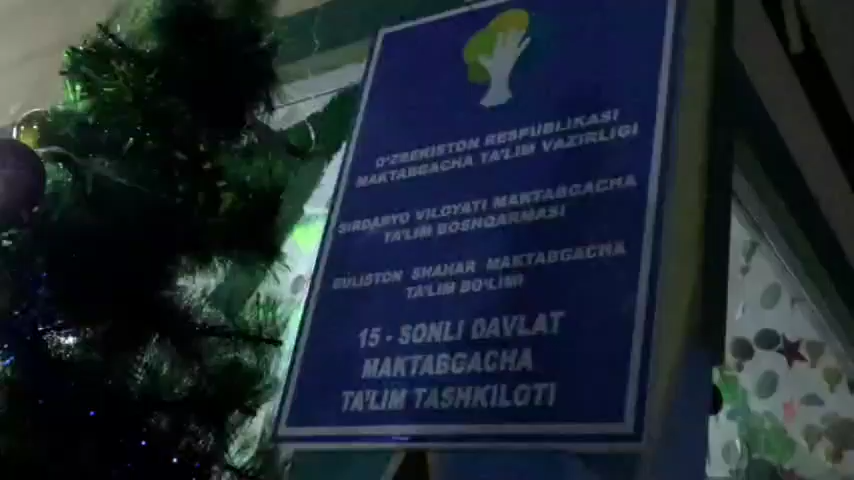 O'ZBEKISTON RESPUBLIKASI
MAKTABGACHA TA'LIM VAZIRLIGI
SIRDARYO VILOYATI MAKTABGACHA
TA'LIM BOSHQARMASI
GULISTON SHAHAR MAKTABGACHA
TA'LIM BO'LIMI
15 - SONLI DAVLAT
MAKTABGACHA
TA'LIM TASHKILOTI